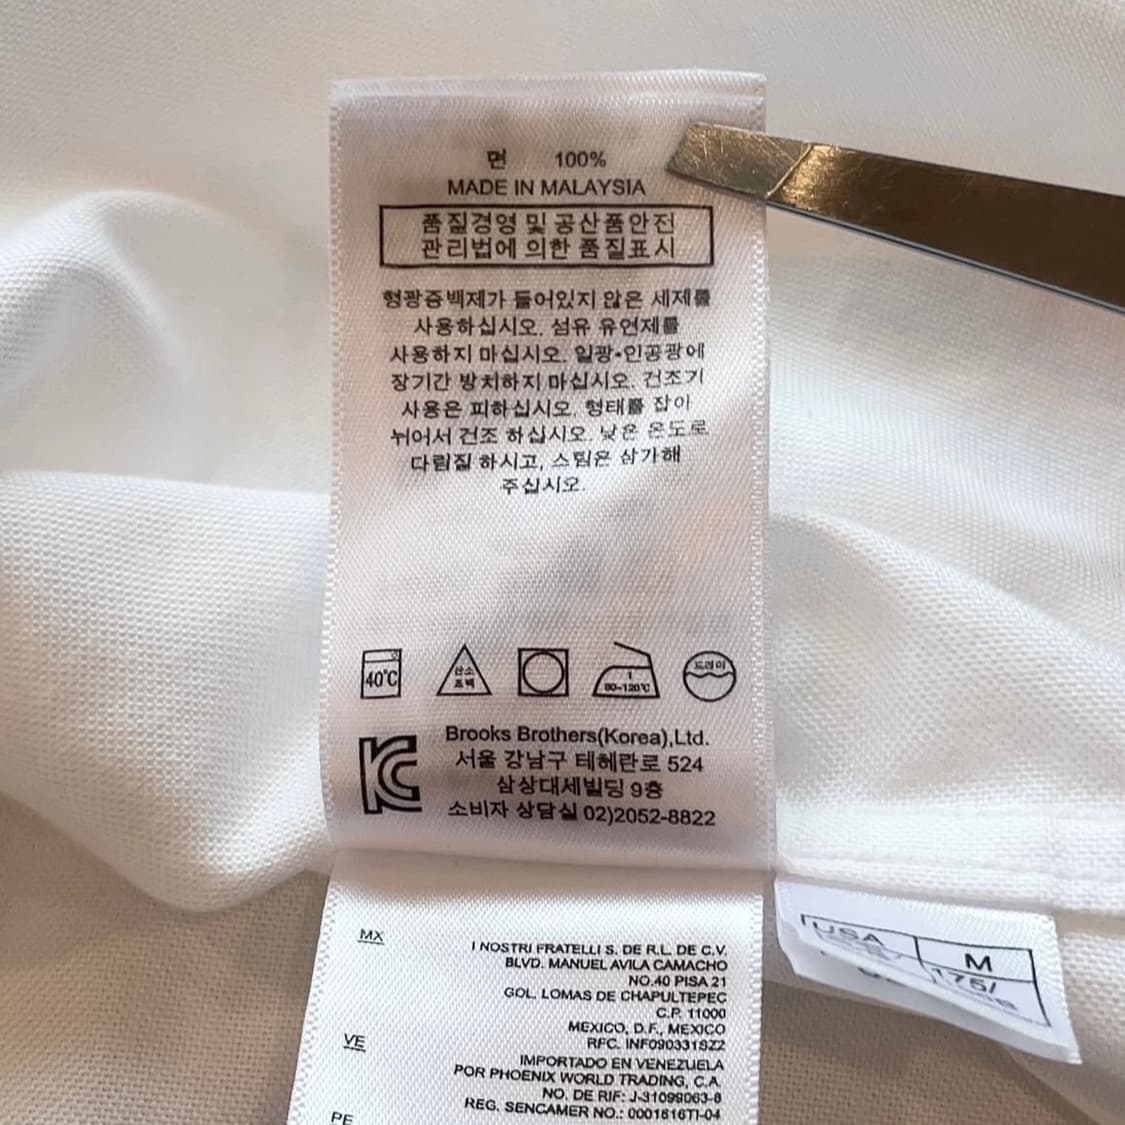 면 100%
MADE IN MALAYSIA
품질경영 및 공산품안전
관리법에 의한 품질표시
형광증백제가 들어있지 않은 세제를
사용하십시오. 섬유 유연제를
사용하지 마십시오. 일광·인공광에
장기간 방치하지 마십시오. 건조기
사용은 피하십시오. 형태를 잡아
뉘어서 건조 하십시오. 낮은 온도로
다림질 하시고, 스팀은 삼가해
주십시오.
40℃
산소
표백
1
80~120℃
드라이
Brooks Brothers(Korea),Ltd.
서울 강남구 테헤란로 524
삼상대세빌딩 9층
소비자 상담실 02)2052-8822
MX
I NOSTRI FRATELLI S. DE R.L. DE C.V.
BLVD. MANUEL AVILA CAMACHO
NO.40 PISA 21
GOL. LOMAS DE CHAPULTEPEC
C.P. 11000
MEXICO, D.F., MEXICO
RFC. INF090331SZ2
VE
IMPORTADO EN VENEZUELA
POR PHOENIX WORLD TRADING, C.A.
NO. DE RIF: J-31099063-8
REG. SENCAMER NO.: 0001616TI-04
PE
USA
M
175/